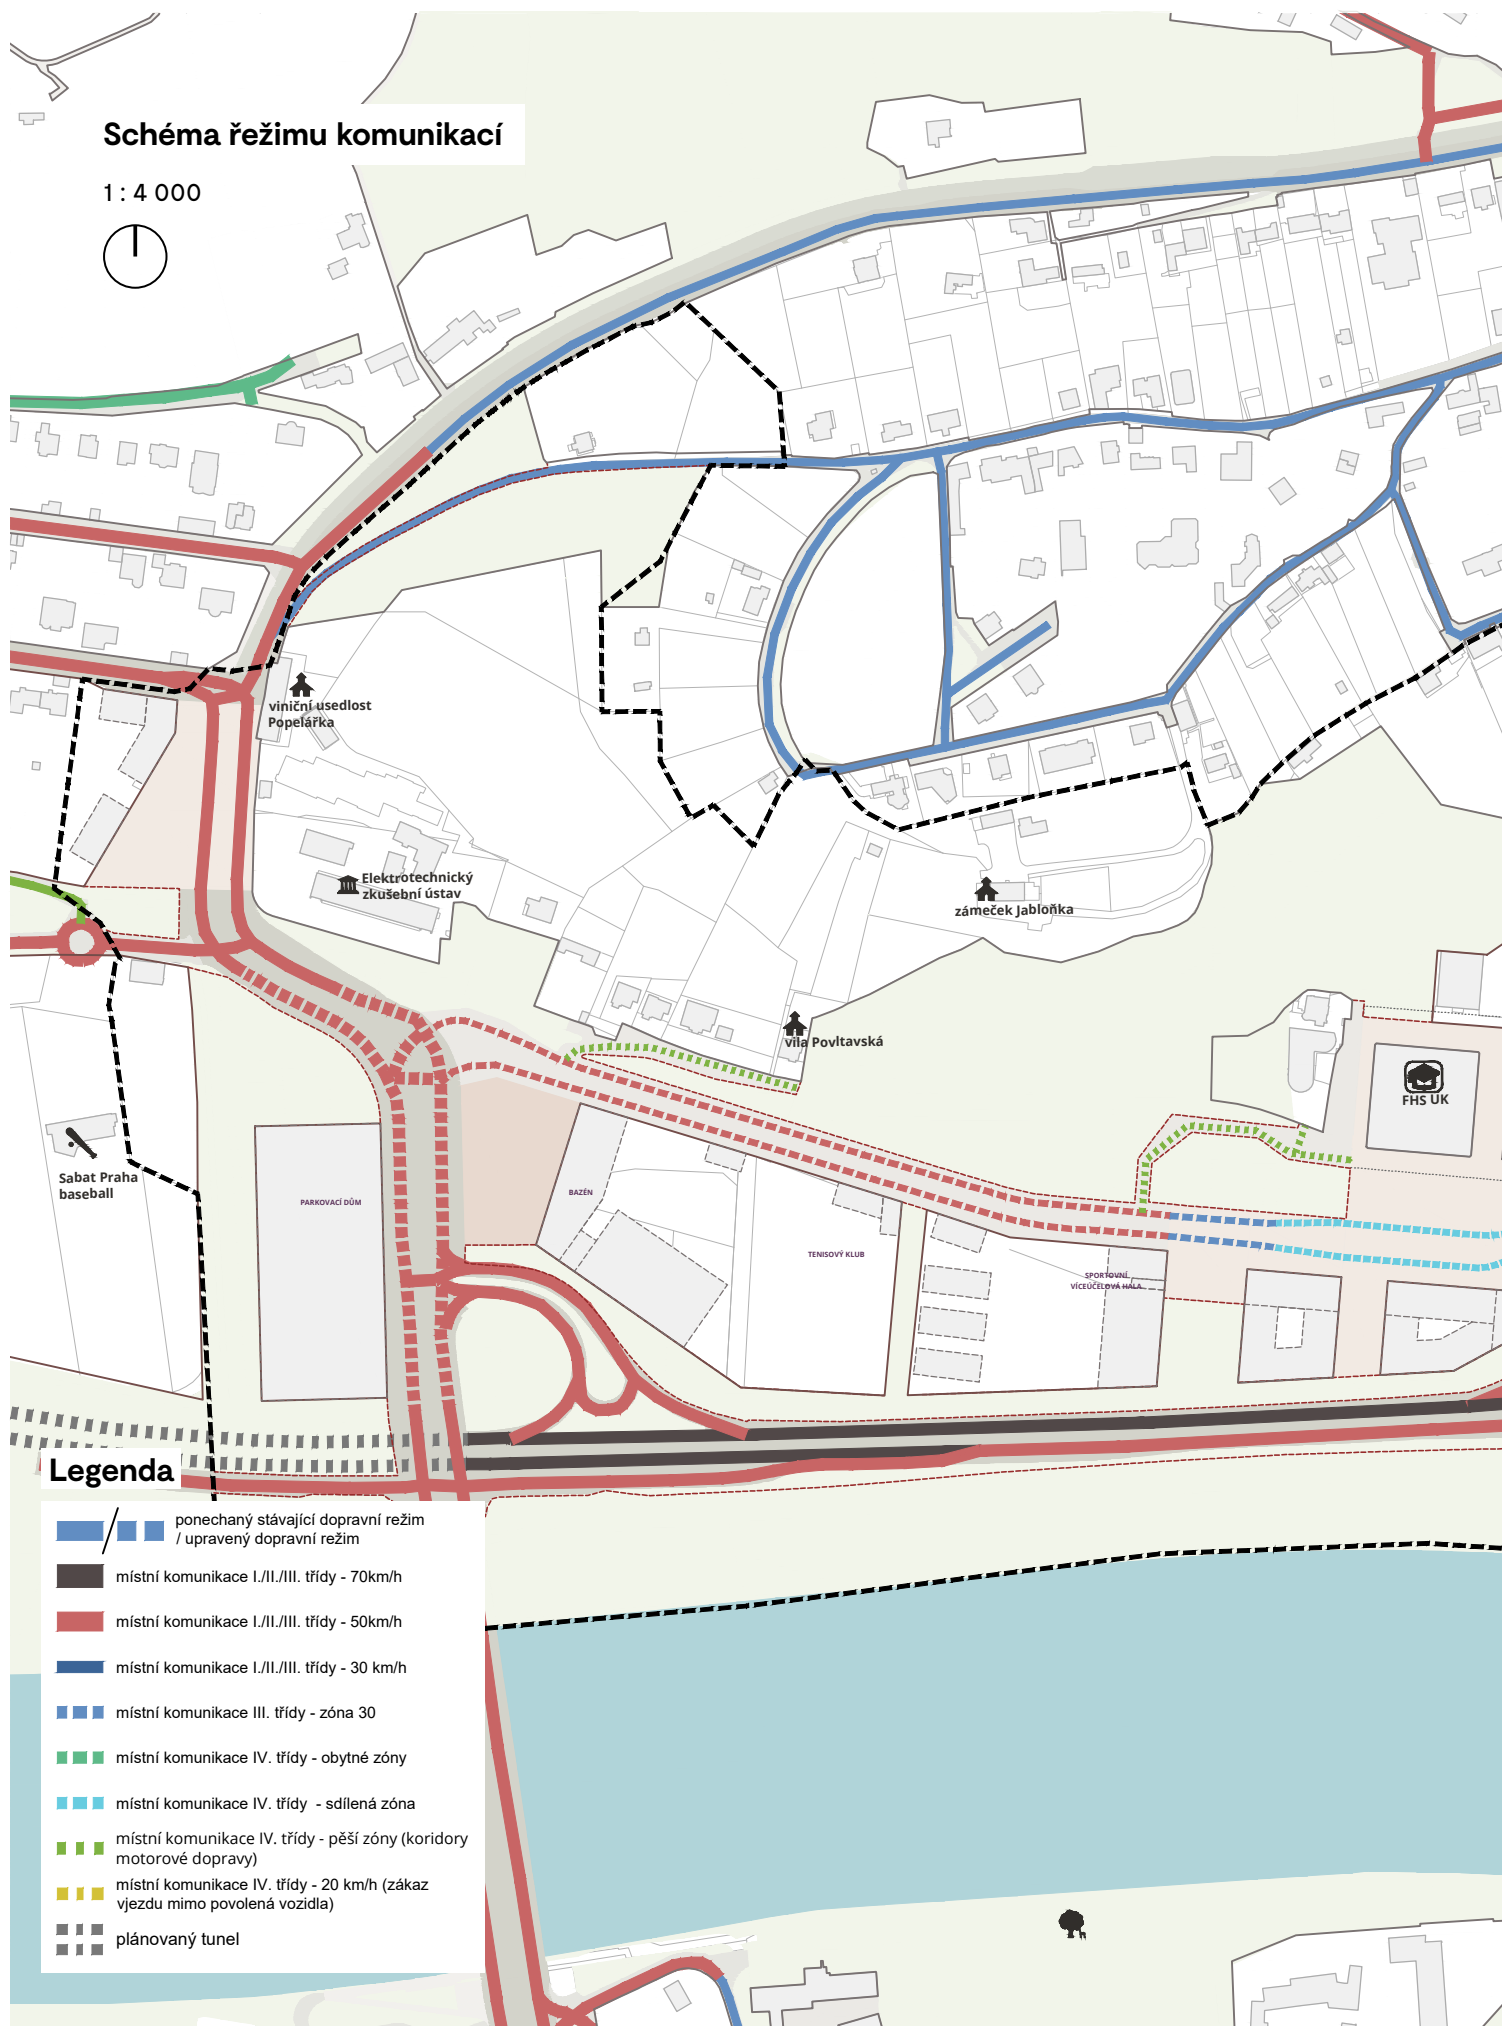 Schéma řežimu komunikací
1 : 4 000
viniční usedlost
Popelářka
Elektrotechnický
zkušební ústav
zámeček Jabloňka
vila Povltavská
FHS UK
Sabat Praha
baseball
PARKOVACÍ DŮM
BAZÉN
TENISOVÝ KLUB
SPORTOVNÍ
VÍCEÚČELOVÁ HALA
Legenda
ponechaný stávající dopravní režim
/ upravený dopravní režim
místní komunikace I./II./III. třídy - 70km/h
místní komunikace I./II./III. třídy - 50km/h
místní komunikace I./II./III. třídy - 30 km/h
místní komunikace III. třídy - zóna 30
místní komunikace IV. třídy - obytné zóny
místní komunikace IV. třídy - sdílená zóna
místní komunikace IV. třídy - pěší zóny (koridory
motorové dopravy)
místní komunikace IV. třídy - 20 km/h (zákaz
vjezdu mimo povolená vozidla)
plánovaný tunel